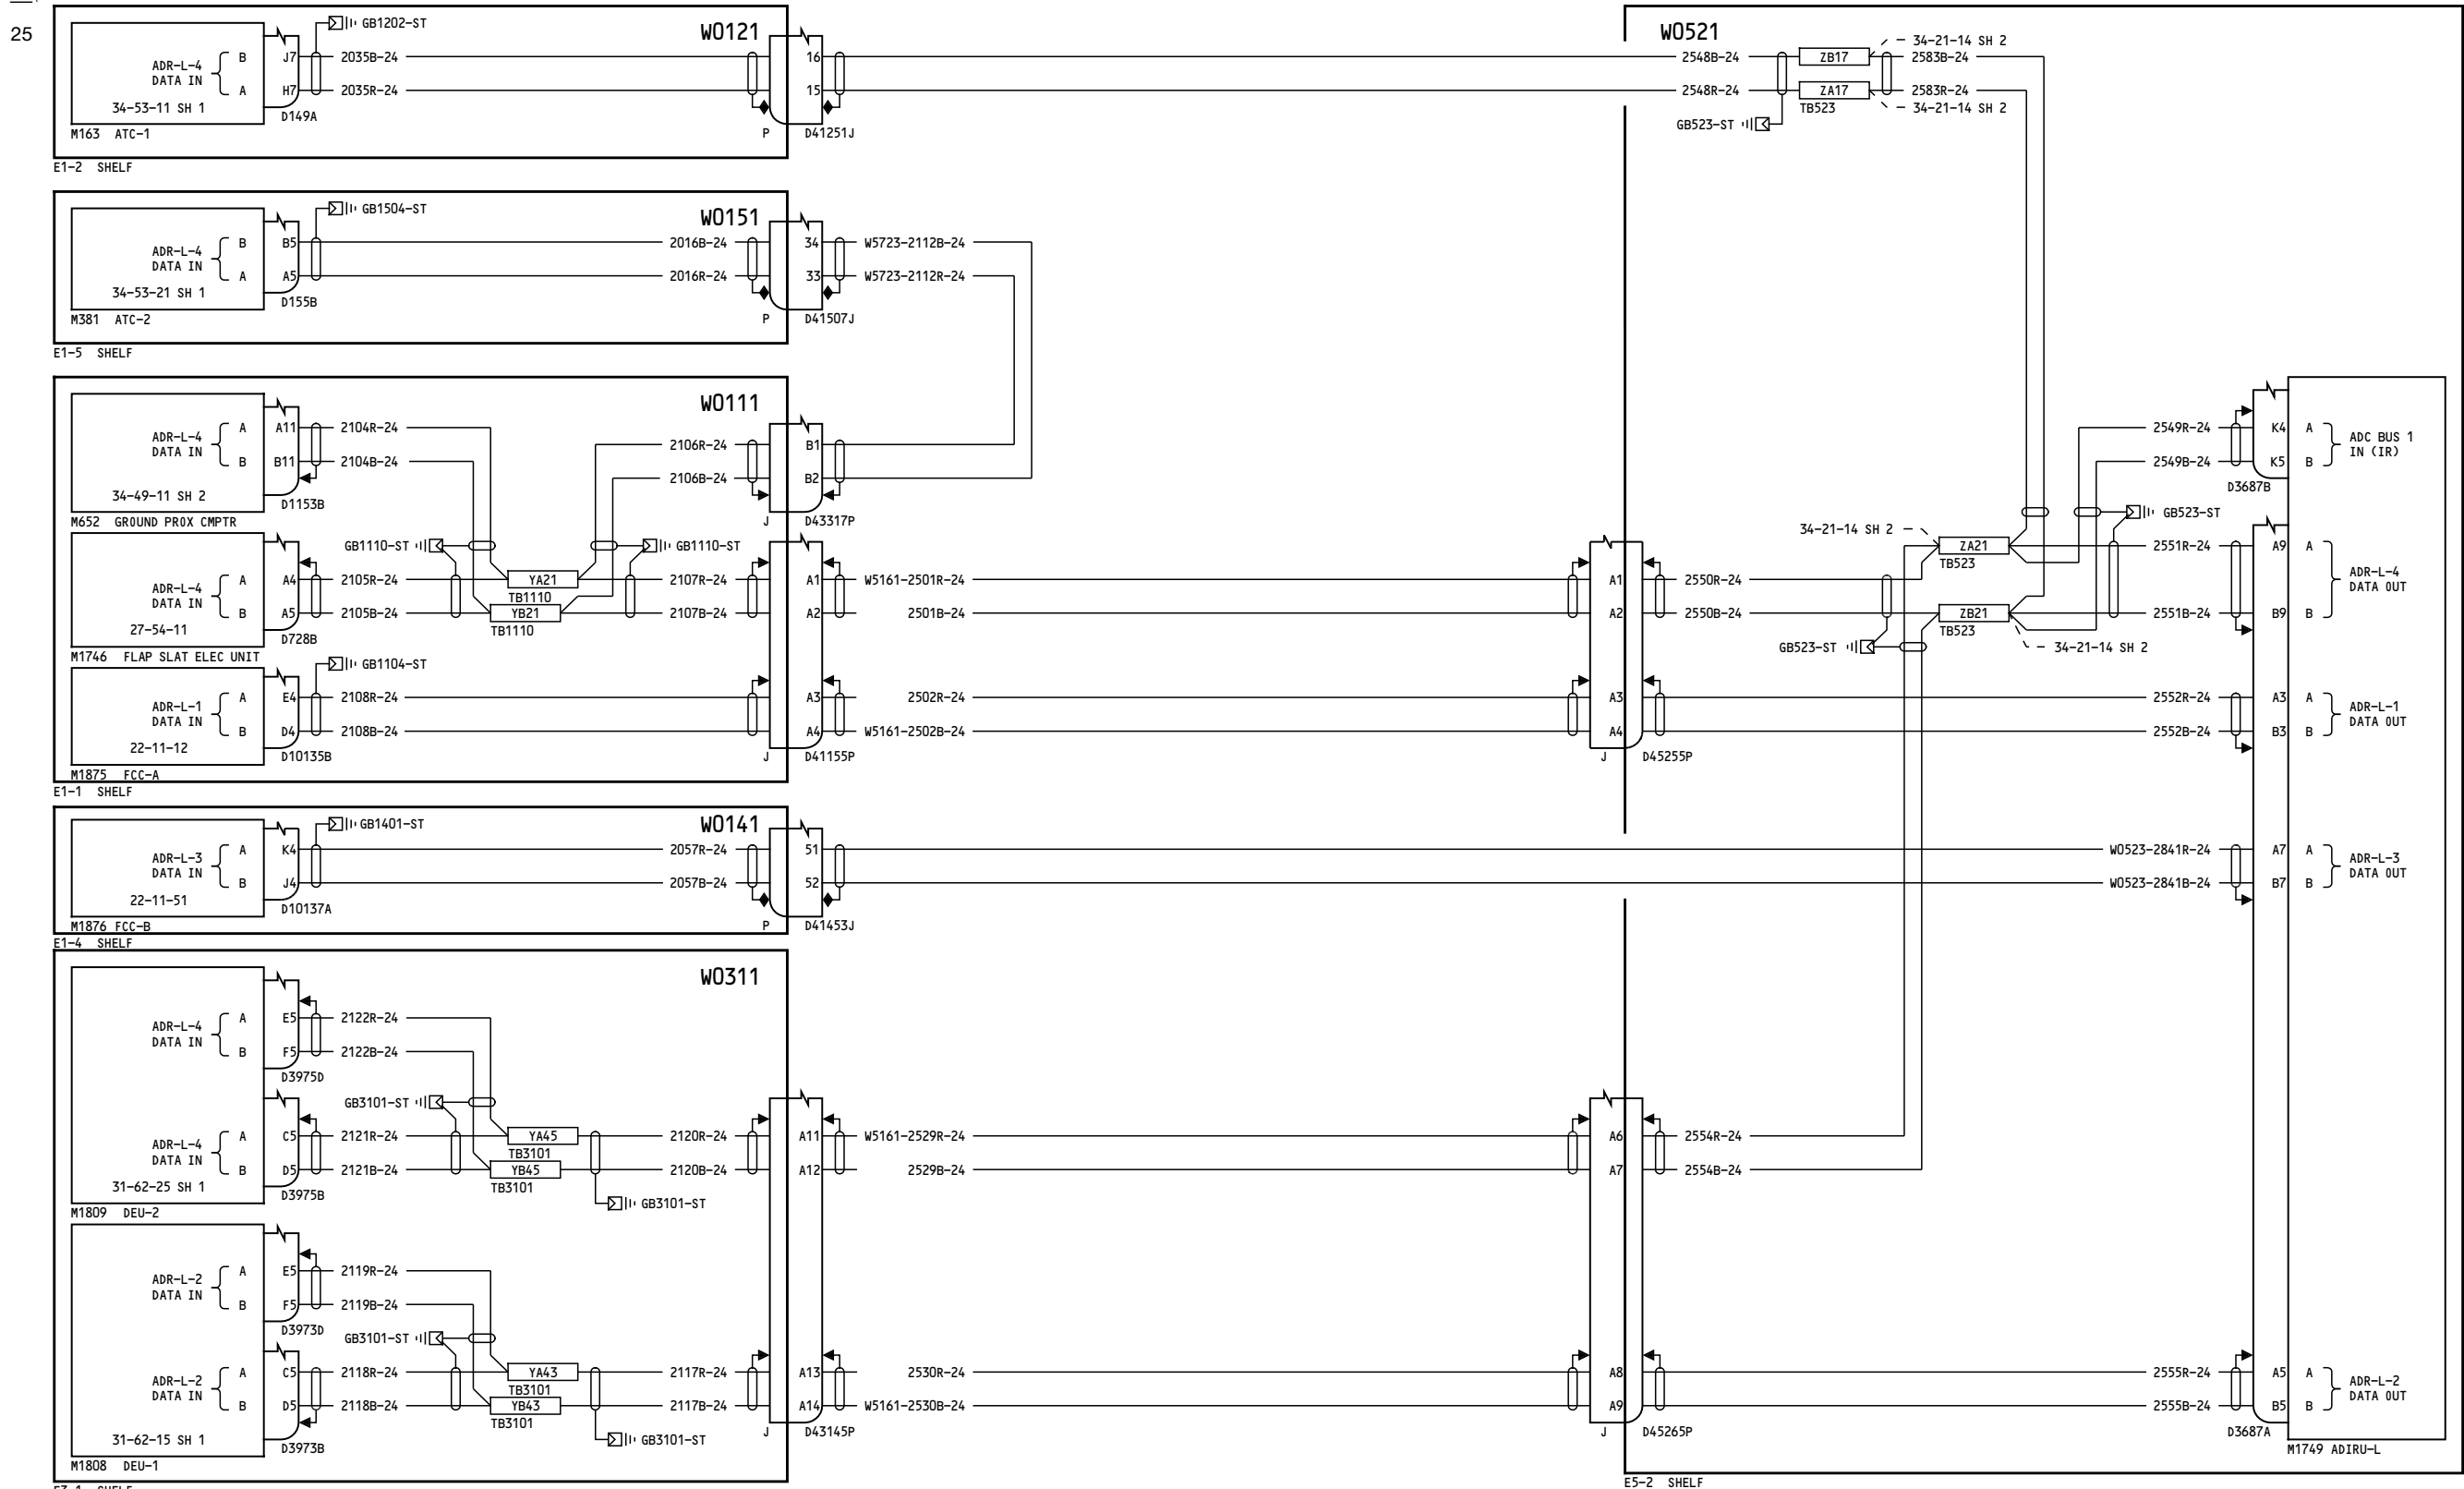 25
GB1202-ST
W0121
ADR-L-4
DATA IN
B
A
J7
H7
2035B-24
2035R-24
34-53-11 SH 1
D149A
M163 ATC-1
16
15
P
D41251J
E1-2 SHELF
W0521
2548B-24
2548R-24
ZB17
ZA17
TB523
34-21-14 SH 2
2583B-24
2583R-24
34-21-14 SH 2
GB523-ST
GB1504-ST
W0151
ADR-L-4
DATA IN
B
A
B5
A5
2016B-24
2016R-24
34
33
W5723-2112B-24
W5723-2112R-24
34-53-21 SH 1
D155B
M381 ATC-2
P
D41507J
E1-5 SHELF
W0111
ADR-L-4
DATA IN
A
B
A11
B11
2104R-24
2104B-24
34-49-11 SH 2
D1153B
M652 GROUND PROX CMPTR
2106R-24
2106B-24
B1
B2
J
D43317P
GB1110-ST
GB1110-ST
ADR-L-4
DATA IN
A
B
A4
A5
2105R-24
2105B-24
YA21
TB1110
YB21
TB1110
2107R-24
2107B-24
A1
A2
W5161-2501R-24
2501B-24
A1
A2
2550R-24
2550B-24
27-54-11
D728B
M1746 FLAP SLAT ELEC UNIT
GB1104-ST
ADR-L-1
DATA IN
A
B
E4
D4
2108R-24
2108B-24
A3
A4
2502R-24
W5161-2502B-24
A3
A4
22-11-12
D10135B
J
D41155P
J
D45255P
M1875 FCC-A
E1-1 SHELF
34-21-14 SH 2
ZA21
TB523
ZB21
TB523
34-21-14 SH 2
GB523-ST
GB523-ST
2549R-24
2549B-24
K4
K5
A
B
ADC BUS 1
IN (IR)
D3687B
2551R-24
2551B-24
A9
B9
A
B
ADR-L-4
DATA OUT
2552R-24
2552B-24
A3
B3
A
B
ADR-L-1
DATA OUT
GB1401-ST
W0141
ADR-L-3
DATA IN
A
B
K4
J4
2057R-24
2057B-24
51
52
W0523-2841R-24
W0523-2841B-24
A7
B7
A
B
ADR-L-3
DATA OUT
22-11-51
D10137A
M1876 FCC-B
P
D41453J
E1-4 SHELF
W0311
ADR-L-4
DATA IN
A
B
E5
F5
2122R-24
2122B-24
D3975D
GB3101-ST
ADR-L-4
DATA IN
A
B
C5
D5
2121R-24
2121B-24
YA45
TB3101
YB45
TB3101
2120R-24
2120B-24
A11
A12
W5161-2529R-24
2529B-24
A6
A7
2554R-24
2554B-24
31-62-25 SH 1
D3975B
GB3101-ST
M1809 DEU-2
ADR-L-2
DATA IN
A
B
E5
F5
2119R-24
2119B-24
D3973D
GB3101-ST
ADR-L-2
DATA IN
A
B
C5
D5
2118R-24
2118B-24
YA43
TB3101
YB43
TB3101
2117R-24
2117B-24
A13
A14
2530R-24
W5161-2530B-24
A8
A9
2555R-24
2555B-24
A5
B5
A
B
ADR-L-2
DATA OUT
31-62-15 SH 1
D3973B
GB3101-ST
J
D43145P
J
D45265P
D3687A
M1749 ADIRU-L
M1808 DEU-1
E5-2 SHELF
E3-1 SHELF